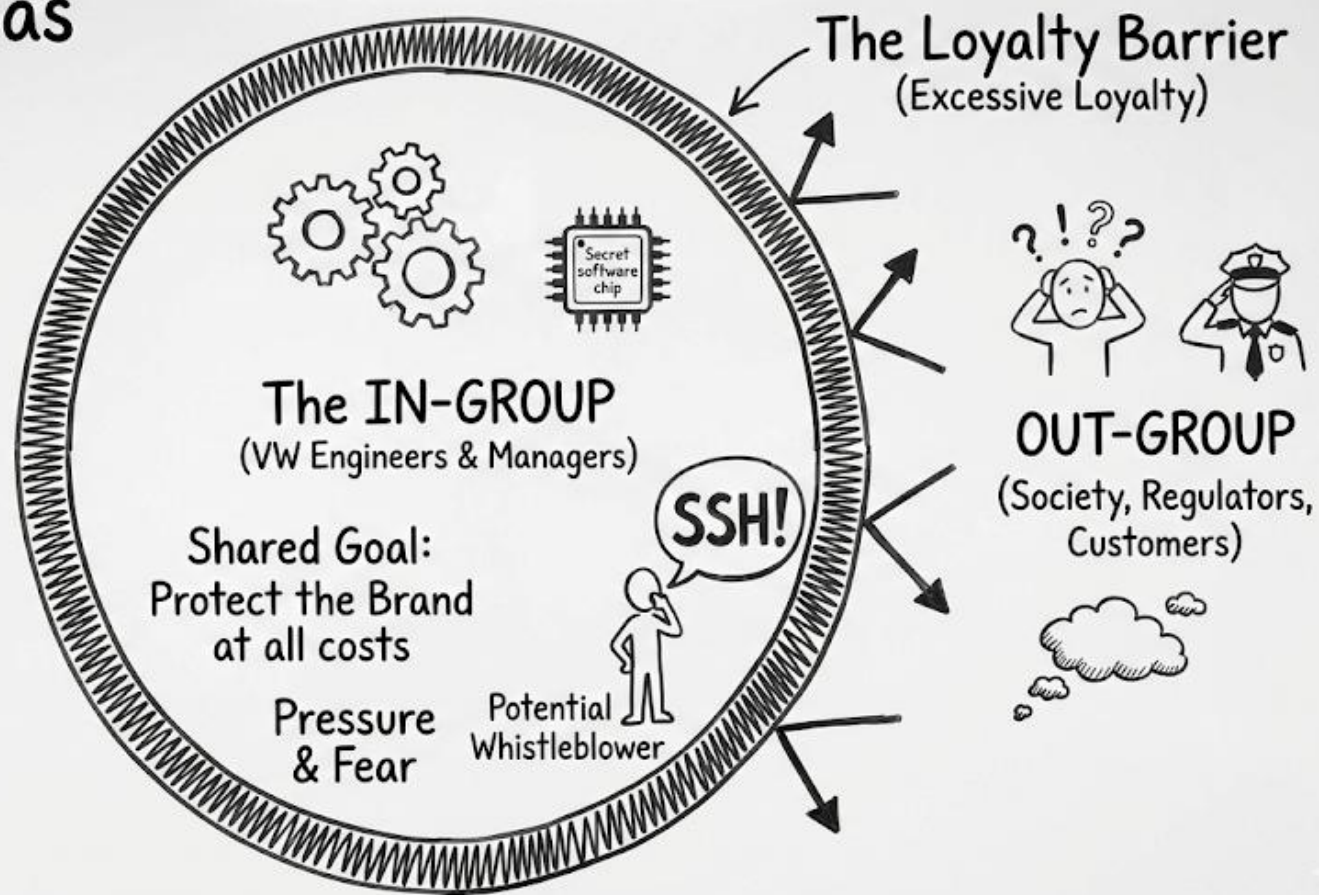 as
The Loyalty Barrier
(Excessive Loyalty)
? ! ? ?
Secret
software
chip
The IN-GROUP
(VW Engineers & Managers)
OUT-GROUP
(Society, Regulators,
Customers)
SSH!
Shared Goal:
Protect the Brand
at all costs
Pressure
& Fear
Potential
Whistleblower